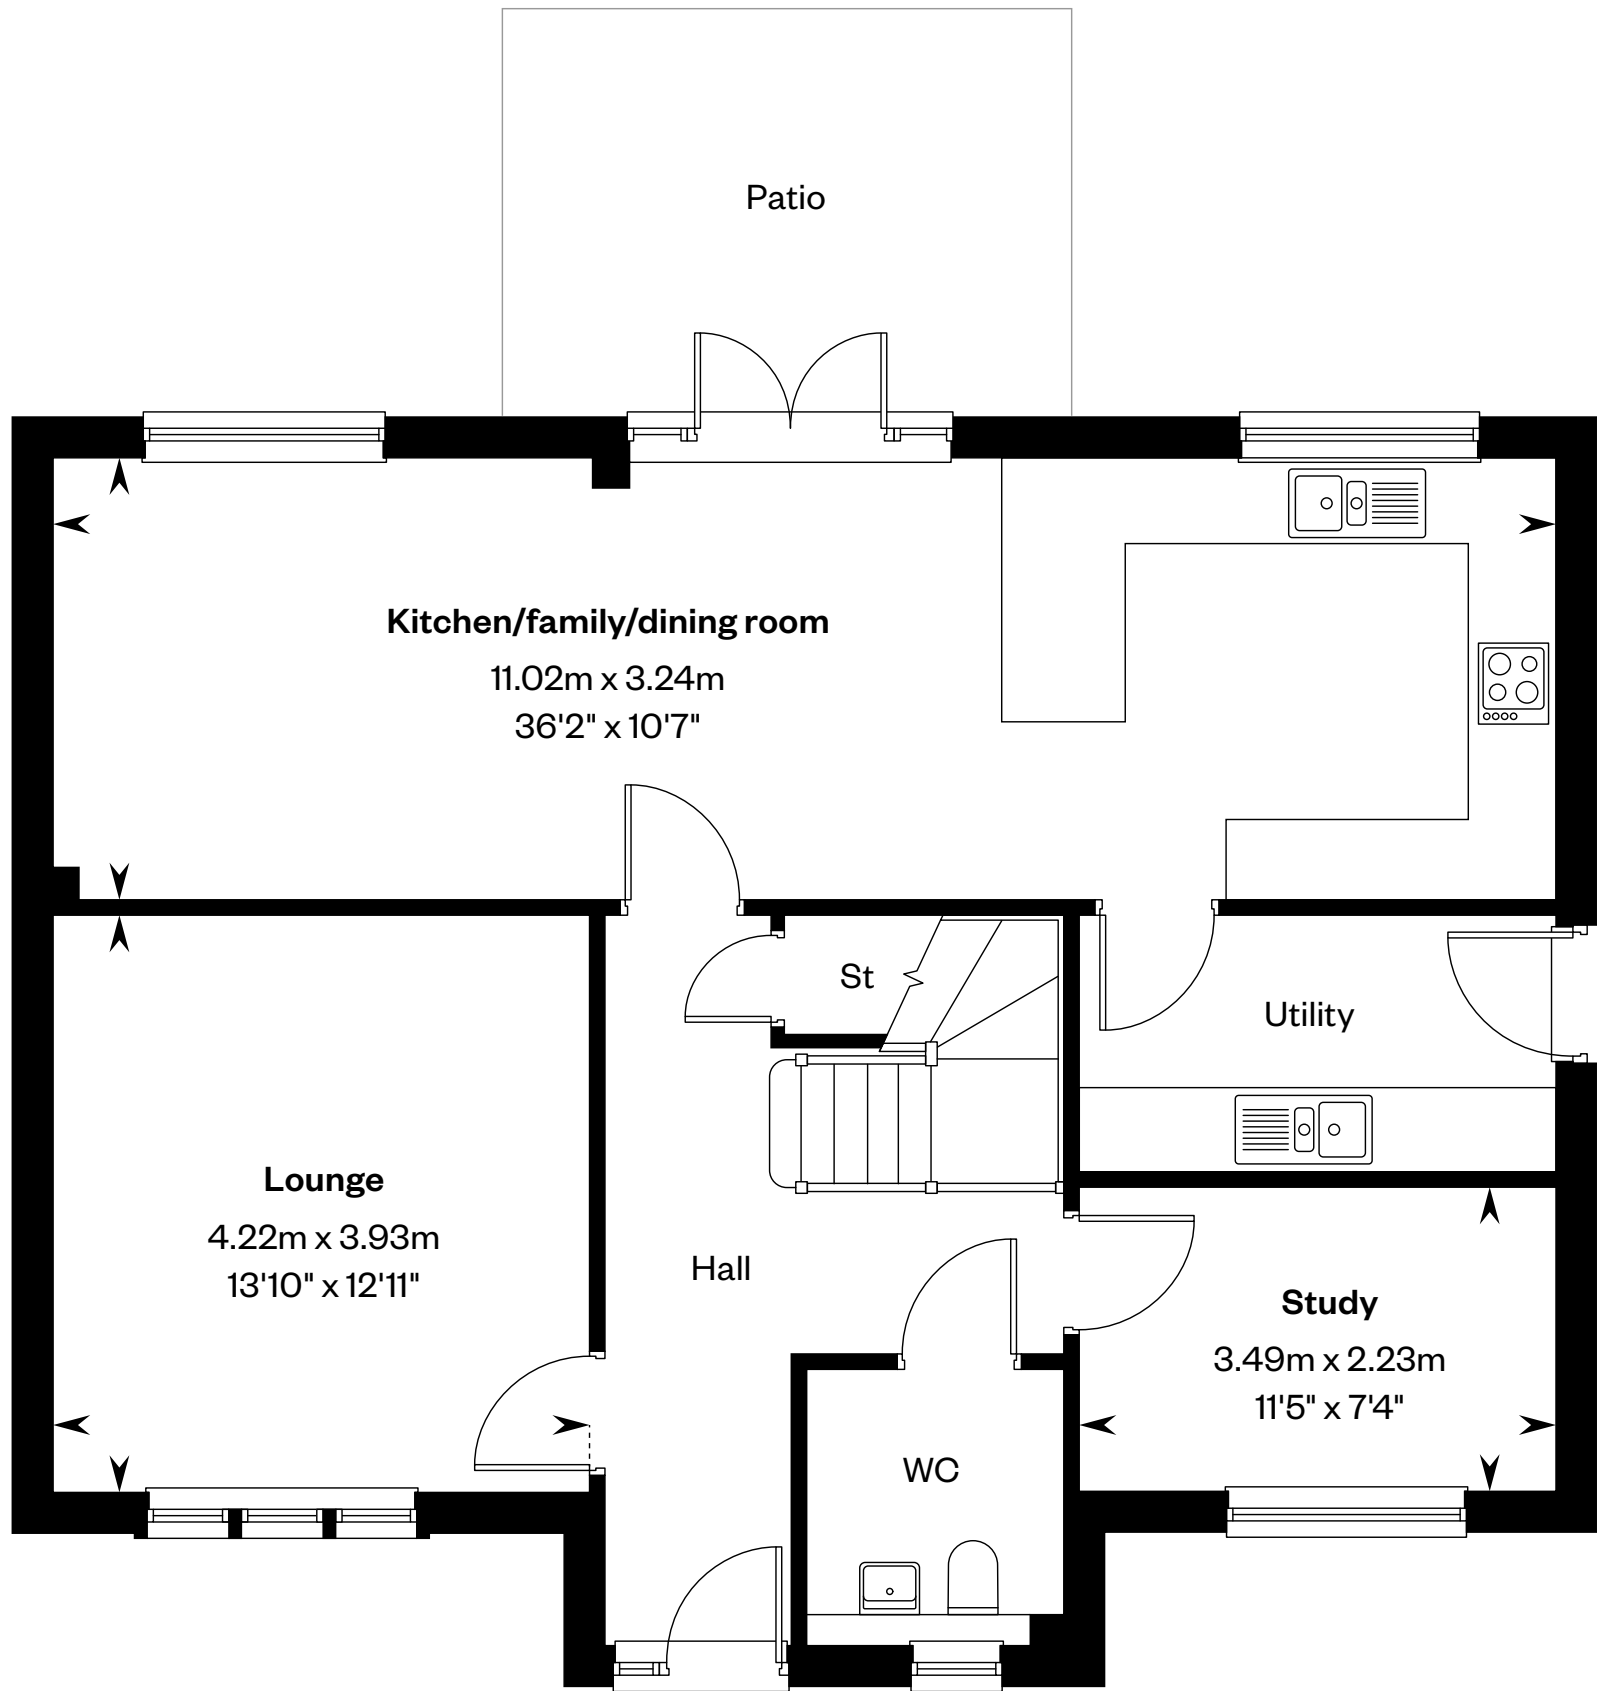 Patio
Kitchen/family/dining room
11.02m x 3.24m
36'2" x 10'7"
St
Utility
Lounge
4.22m x 3.93m
13'10" x 12'11"
Hall
Study
3.49m x 2.23m
11'5" x 7'4"
WC